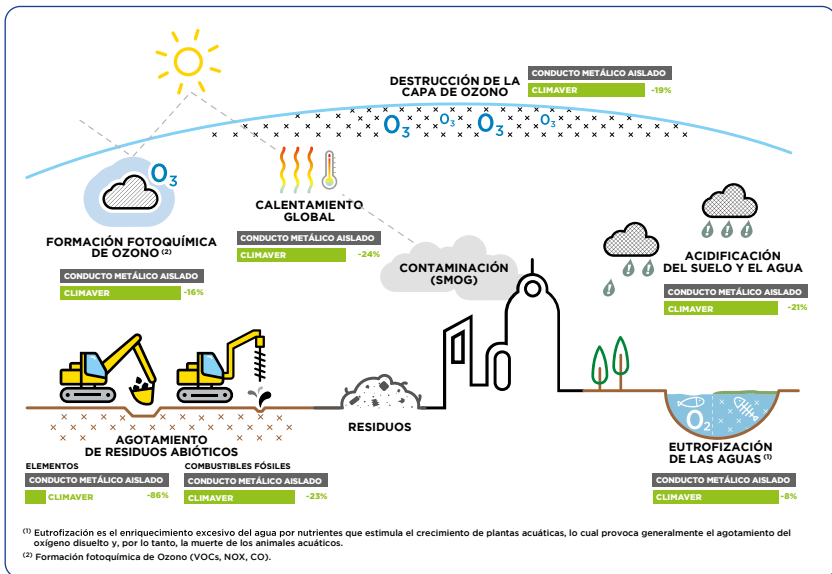 DESTRUCCIÓN DE LA
CAPA DE OZONO
CONDUCTO METÁLICO AISLADO
CLIMAVER -19%
O3 O3 O3 O3
O3
FORMACIÓN FOTOQUÍMICA
DE OZONO (2)
CONDUCTO METÁLICO AISLADO
CLIMAVER -16%
CALENTAMIENTO
GLOBAL
CONDUCTO METÁLICO AISLADO
CLIMAVER -24%
CONTAMINACIÓN
(SMOG)
ACIDIFICACIÓN
DEL SUELO Y EL AGUA
CONDUCTO METÁLICO AISLADO
CLIMAVER -21%
AGOTAMIENTO
DE RESIDUOS ABIÓTICOS
ELEMENTOS
CONDUCTO METÁLICO AISLADO
CLIMAVER -86%
COMBUSTIBLES FÓSILES
CONDUCTO METÁLICO AISLADO
CLIMAVER -23%
RESIDUOS
O2
EUTROFIZACIÓN
DE LAS AGUAS (1)
CONDUCTO METÁLICO AISLADO
CLIMAVER -8%
(1) Eutrofización es el enriquecimiento excesivo del agua por nutrientes que estimula el crecimiento de plantas acuáticas, lo cual provoca generalmente el agotamiento del
oxígeno disuelto y, por lo tanto, la muerte de los animales acuáticos.
(2) Formación fotoquímica de Ozono (VOCs, NOX, CO).